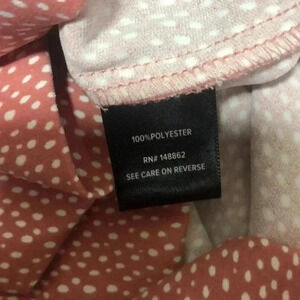 100%POLYESTER
RN# 148862
SEE CARE ON REVERSE